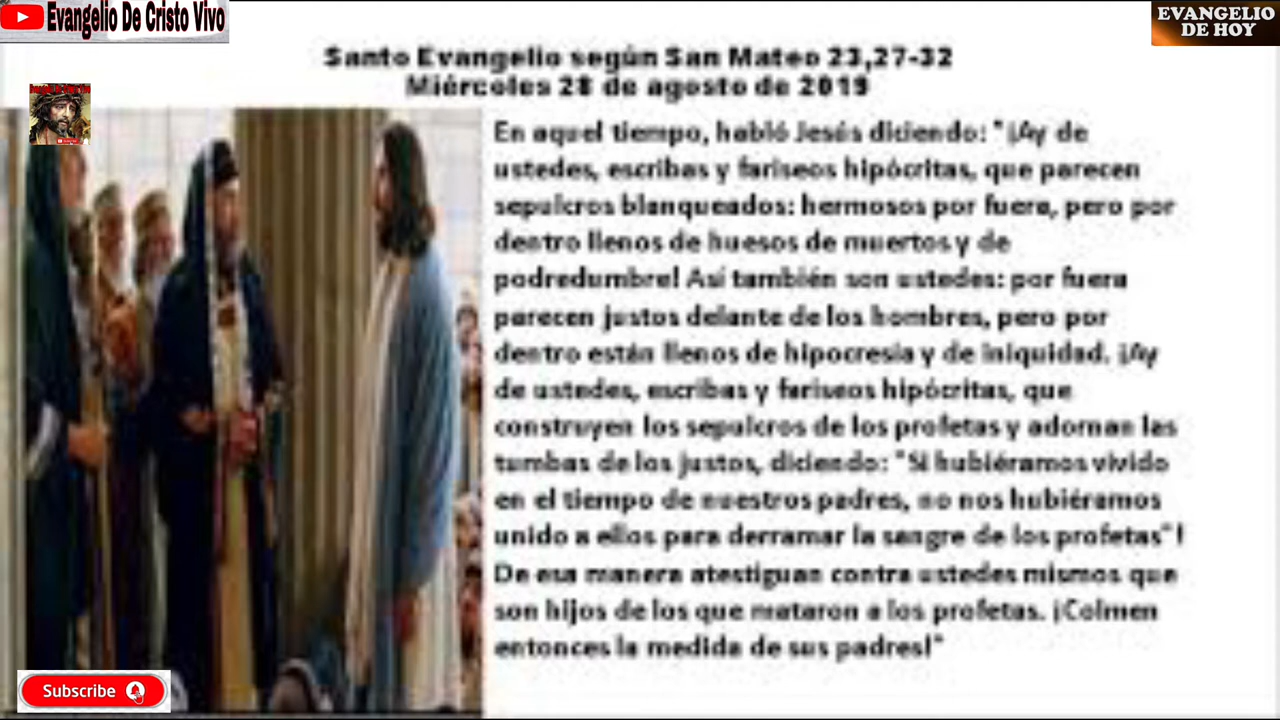 Evangelio De Cristo Vivo
EVANGELIO
DE HOY
Santo Evangelio según San Mateo 23,27-32
Miércoles 28 de agosto de 2019
En aquel tiempo, habló Jesús diciendo: "¡Ay de
ustedes, escribas y fariseos hipócritas, que parecen
sepulcros blanqueados: hermosos por fuera, pero por
dentro llenos de huesos de muertos y de
podredumbre! Así también son ustedes: por fuera
parecen justos delante de los hombres, pero por
dentro están llenos de hipocresía y de iniquidad. ¡Ay
de ustedes, escribas y fariseos hipócritas, que
construyen los sepulcros de los profetas y adornan las
tumbas de los justos, diciendo: "Si hubiéramos vivido
en el tiempo de nuestros padres, no nos hubiéramos
unido a ellos para derramar la sangre de los profetas"!
De esa manera atestiguan contra ustedes mismos que
son hijos de los que mataron a los profetas. ¡Colmen
entonces la medida de sus padres!"
Subscribe